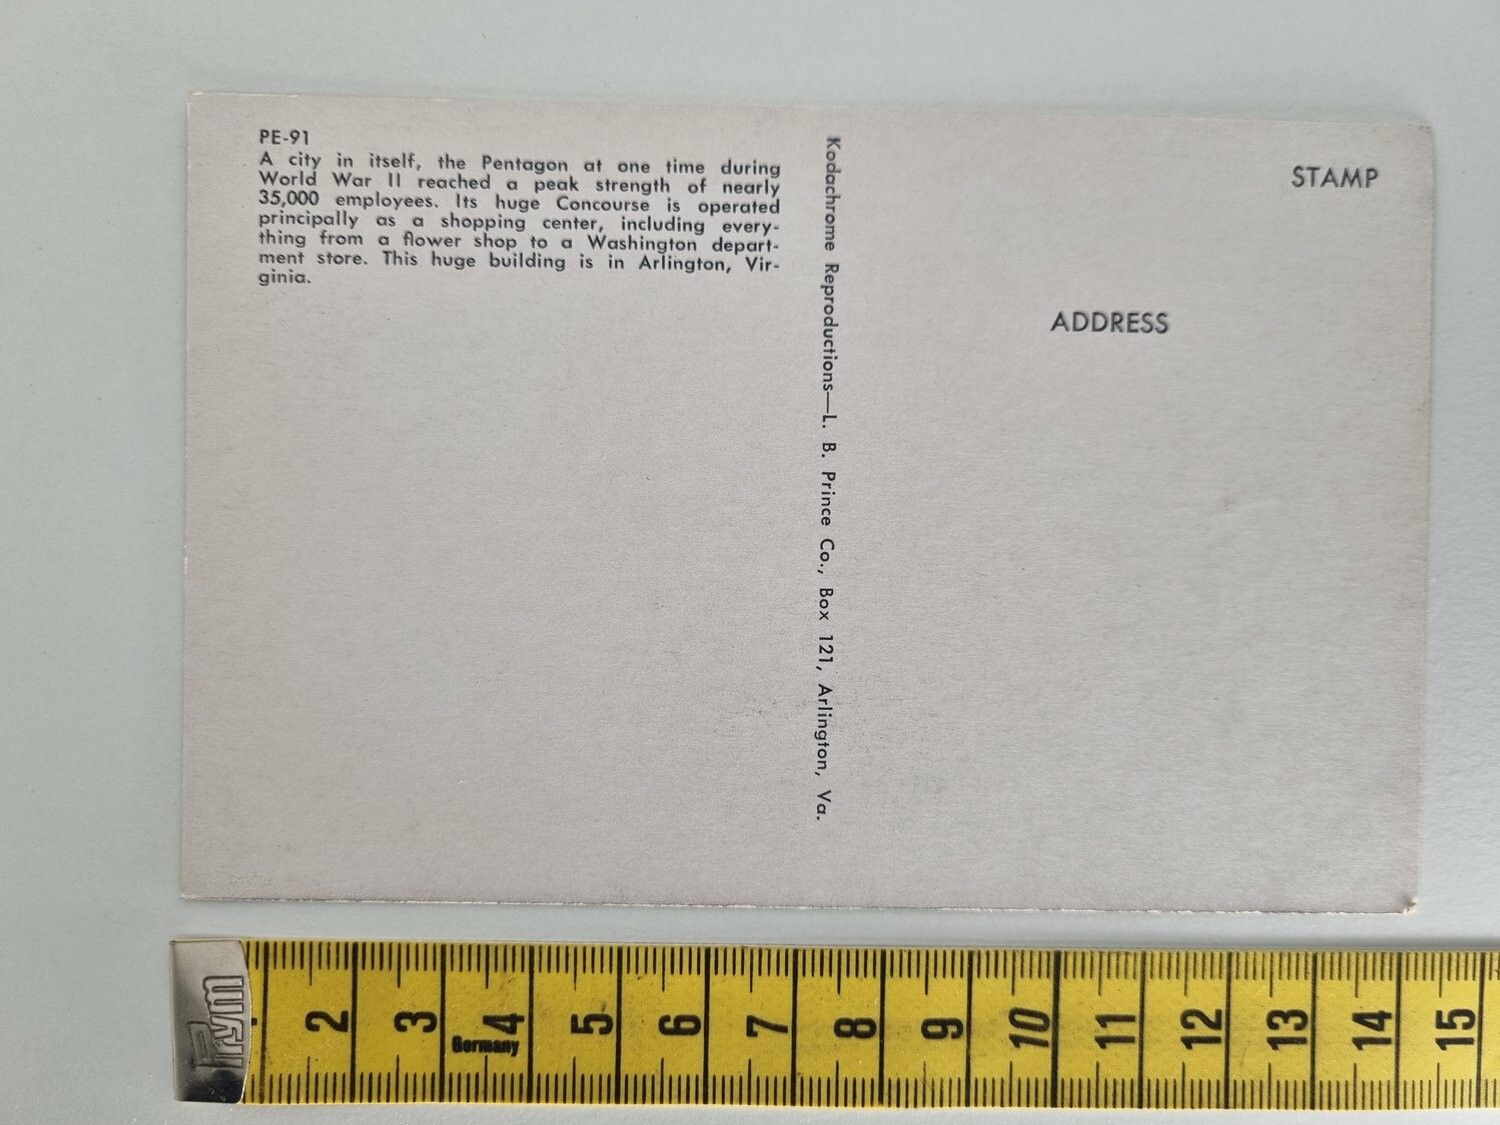 PE-91
A city in itself, the Pentagon at one time during
World War II reached a peak strength of nearly
35,000 employees. Its huge Concourse is operated
principally as a shopping center, including every-
thing from a flower shop to a Washington depart-
ment store. This huge building is in Arlington, Vir-
ginia.
Kodachrome Reproductions—L. B. Prince Co., Box 121, Arlington, Va.
STAMP
ADDRESS
Prym
2
3
4
Germany
5
6
7
8
9
10
11
12
13
14
15